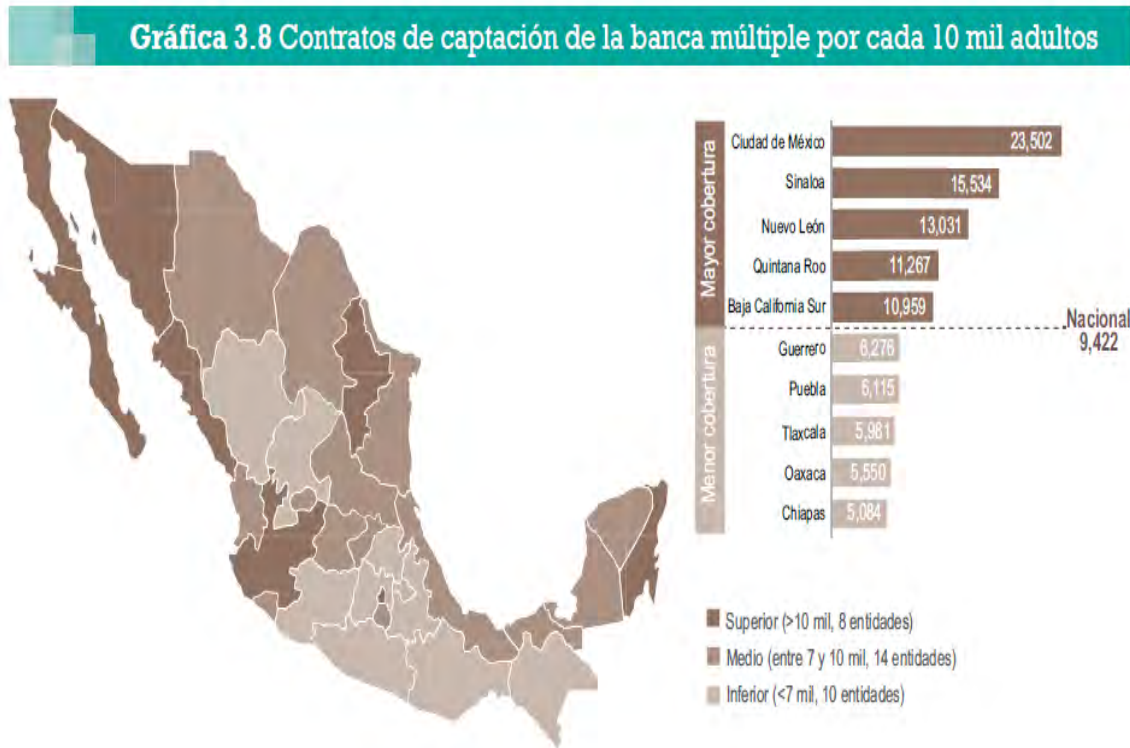 Gráfica 3.8 Contratos de captación de la banca múltiple por cada 10 mil adultos
Mayor cobertura
Ciudad de México 23,502
Sinaloa 15,534
Nuevo León 13,031
Quintana Roo 11,267
Baja California Sur 10,959
Nacional
9,422
Menor cobertura
Guerrero 6,276
Puebla 6,115
Tlaxcala 5,981
Oaxaca 5,550
Chiapas 5,084
Superior (>10 mil, 8 entidades)
Medio (entre 7 y 10 mil, 14 entidades)
Inferior (<7 mil, 10 entidades)